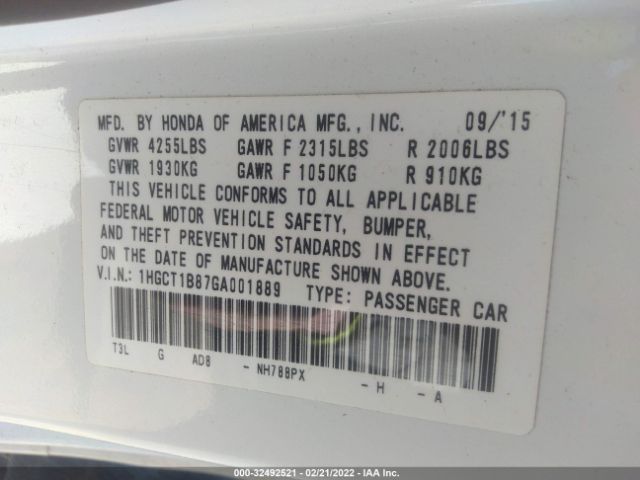 MFD. BY HONDA OF AMERICA MFG., INC. 09/'15
GVWR 4255LBS GAWR F 2315LBS R 2006LBS
GVWR 1930KG GAWR F 1050KG R 910KG
THIS VEHICLE CONFORMS TO ALL APPLICABLE
FEDERAL MOTOR VEHICLE SAFETY, BUMPER,
AND THEFT PREVENTION STANDARDS IN EFFECT
ON THE DATE OF MANUFACTURE SHOWN ABOVE.
V.I.N.: 1HGCT1B87GA001889 TYPE: PASSENGER CAR
T3L G AD8 - NH788PX - H - A
000-32492521 - 02/21/2022 - IAA